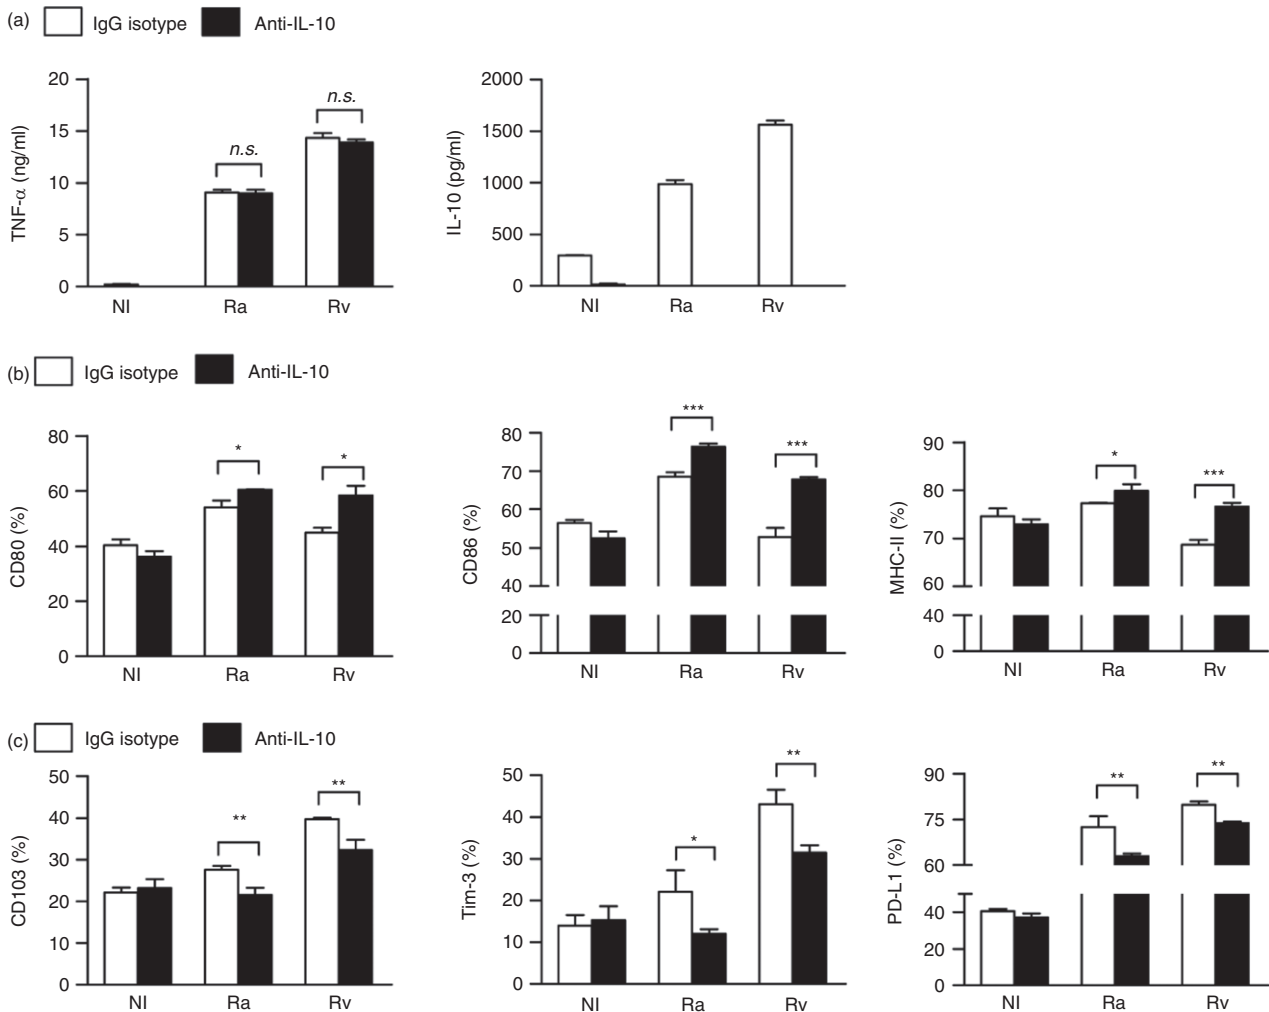 (a) IgG isotype Anti-IL-10
TNF-α (ng/ml)
20
15
10
5
0
n.s.
n.s.
NI Ra Rv
IL-10 (pg/ml)
2000
1500
1000
500
0
NI Ra Rv
(b) IgG isotype Anti-IL-10
CD80 (%)
80
60
40
20
0
*
*
NI Ra Rv
CD86 (%)
80
70
60
50
40
20
0
***
***
NI Ra Rv
MHC-II (%)
90
80
70
60
40
0
*
***
NI Ra Rv
(c) IgG isotype Anti-IL-10
CD103 (%)
50
40
30
20
10
0
**
**
NI Ra Rv
Tim-3 (%)
50
40
30
20
10
0
*
**
NI Ra Rv
PD-L1 (%)
90
75
60
40
20
0
**
**
NI Ra Rv